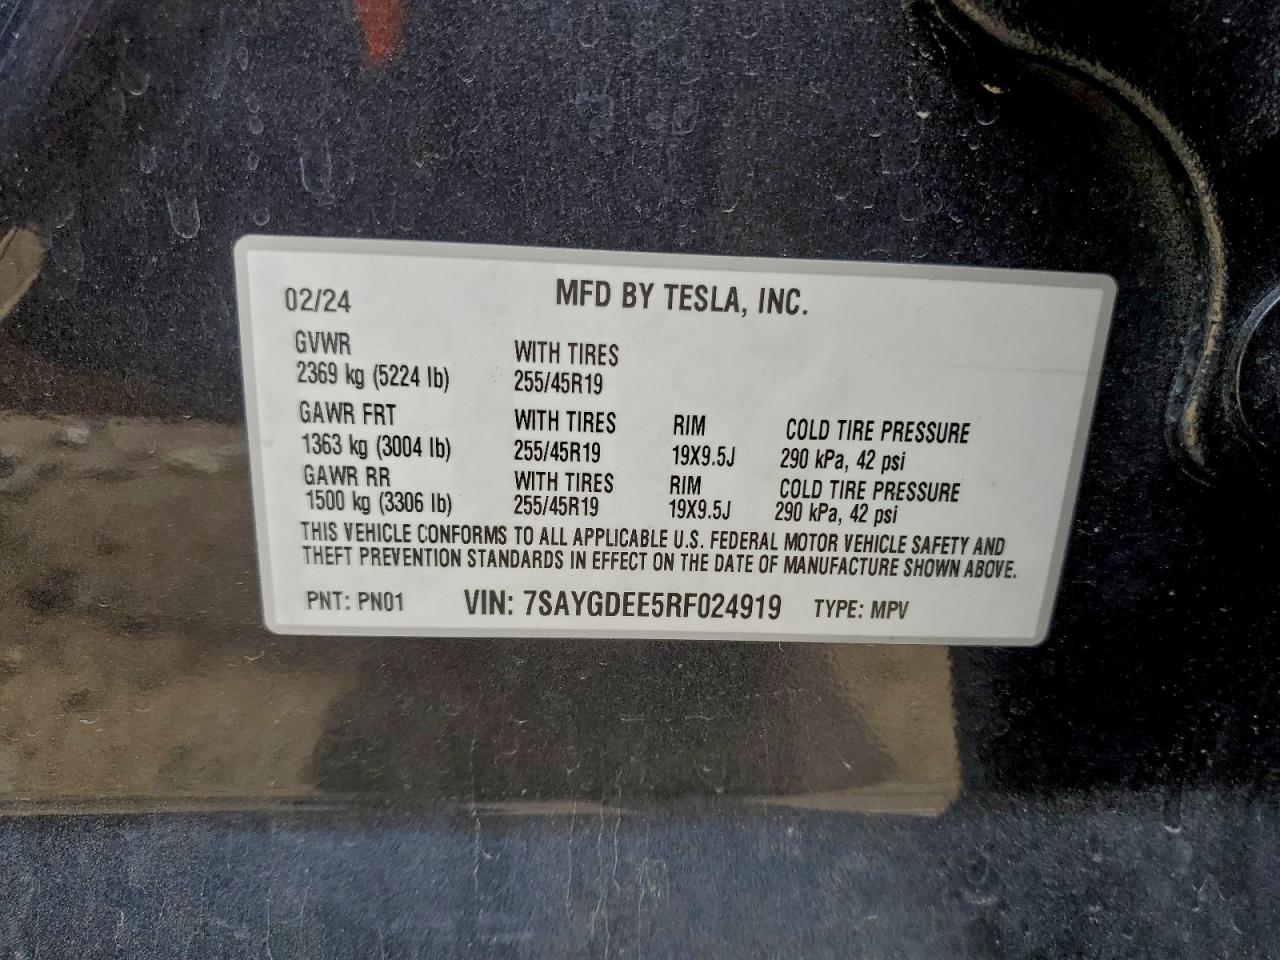 02/24 MFD BY TESLA, INC.
GVWR WITH TIRES
2369 kg (5224 lb) 255/45R19
GAWR FRT WITH TIRES RIM COLD TIRE PRESSURE
1363 kg (3004 lb) 255/45R19 19X9.5J 290 kPa, 42 psi
GAWR RR WITH TIRES RIM COLD TIRE PRESSURE
1500 kg (3306 lb) 255/45R19 19X9.5J 290 kPa, 42 psi
THIS VEHICLE CONFORMS TO ALL APPLICABLE U.S. FEDERAL MOTOR VEHICLE SAFETY AND
THEFT PREVENTION STANDARDS IN EFFECT ON THE DATE OF MANUFACTURE SHOWN ABOVE.
PNT: PN01 VIN: 7SAYGDEE5RF024919 TYPE: MPV